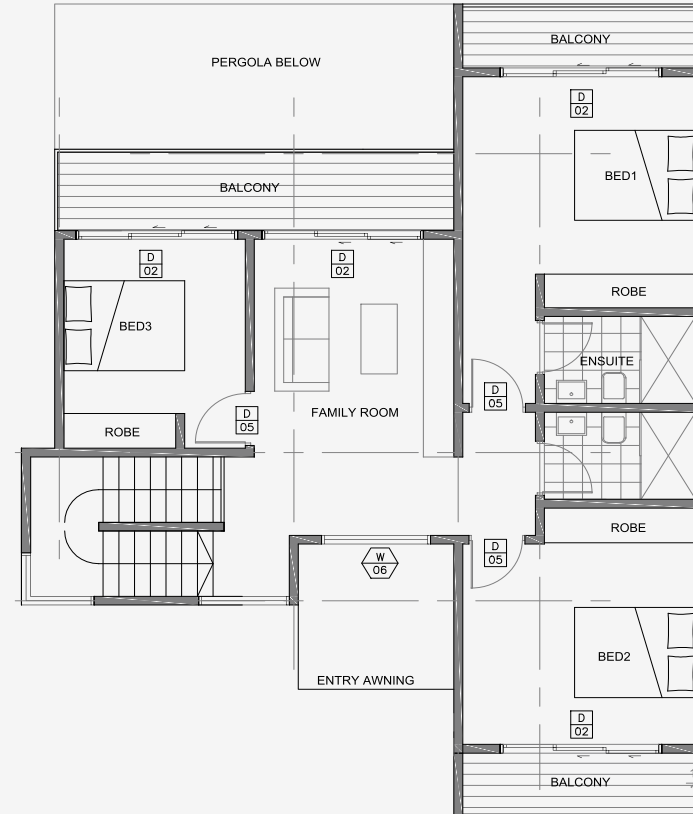 BALCONY
PERGOLA BELOW
D
02
BED1
BALCONY
D
02
D
02
ROBE
BED3
ENSUITE
D
05
FAMILY ROOM
D
05
ROBE
ROBE
D
05
W
06
BED2
ENTRY AWNING
D
02
BALCONY